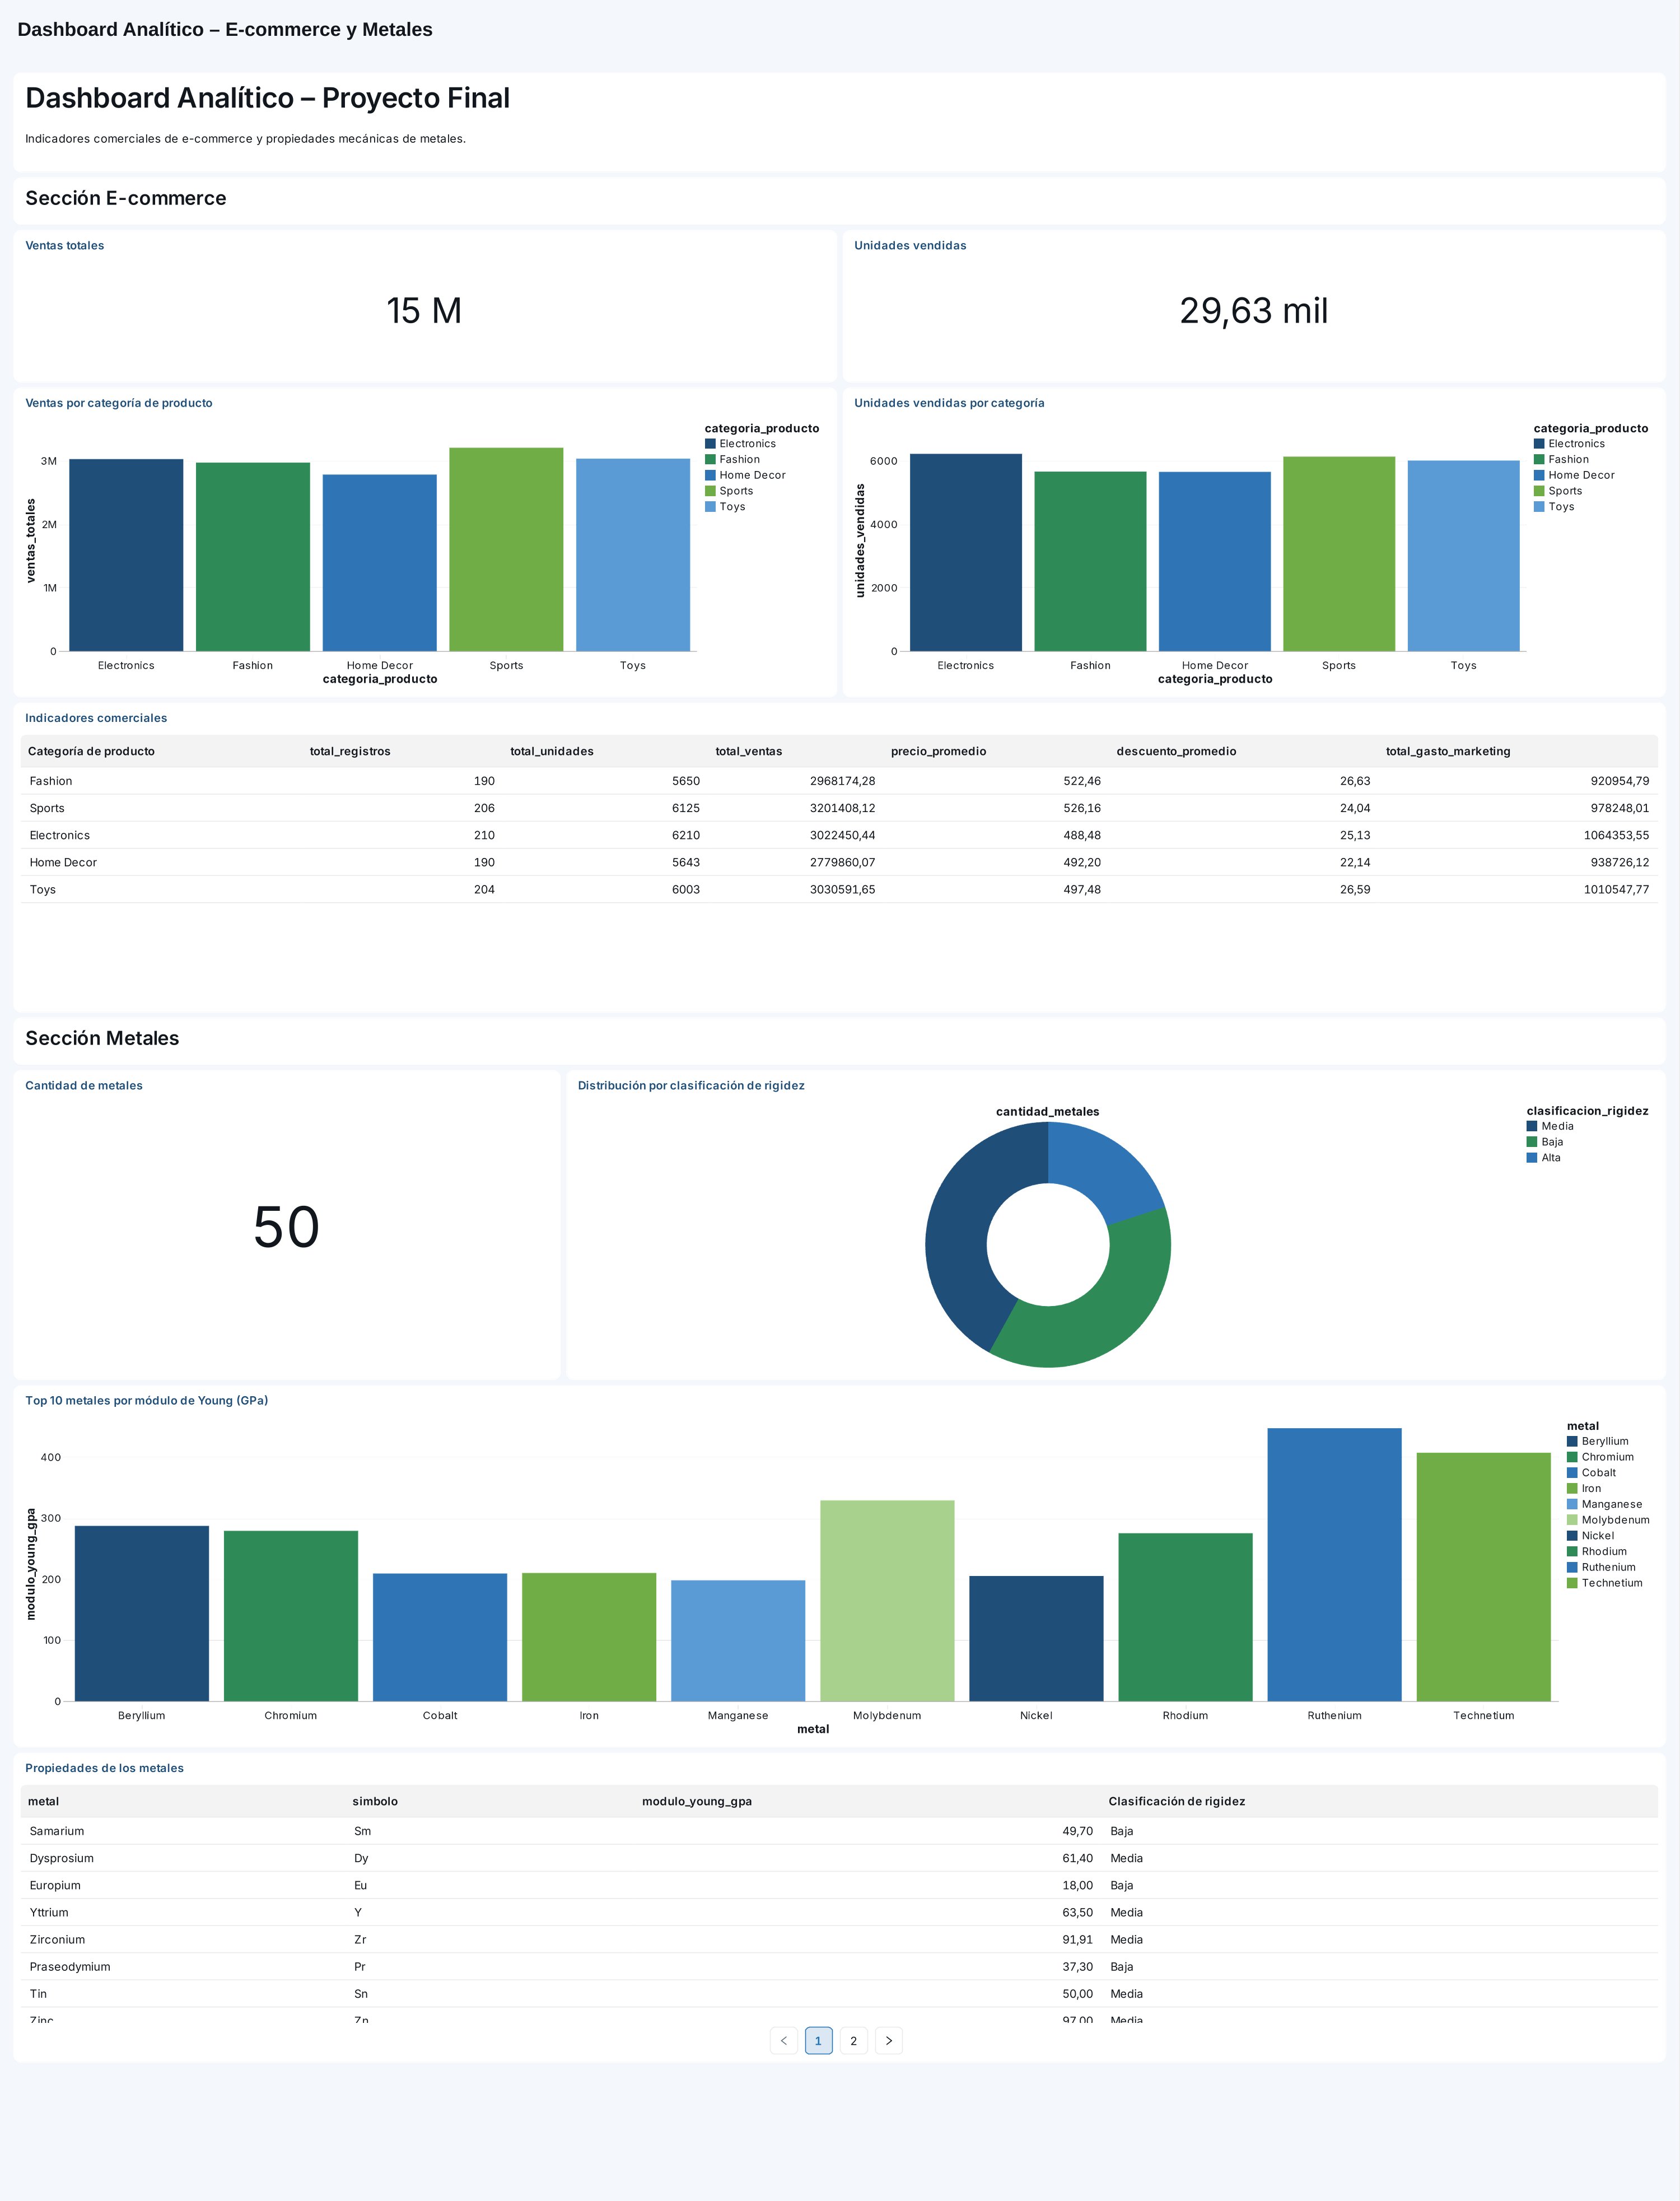 Dashboard Analítico – E-commerce y Metales
Dashboard Analítico – Proyecto Final
Indicadores comerciales de e-commerce y propiedades mecánicas de metales.
Sección E-commerce
Ventas totales
15 M
Unidades vendidas
29,63 mil
Ventas por categoría de producto
categoria_producto
Electronics
Fashion
Home Decor
Sports
Toys
ventas_totales
3M
2M
1M
0
Electronics Fashion Home Decor Sports Toys
categoria_producto
Unidades vendidas por categoría
categoria_producto
Electronics
Fashion
Home Decor
Sports
Toys
unidades_vendidas
6000
4000
2000
0
Electronics Fashion Home Decor Sports Toys
categoria_producto
Indicadores comerciales
Categoría de producto total_registros total_unidades total_ventas precio_promedio descuento_promedio total_gasto_marketing
Fashion 190 5650 2968174,28 522,46 26,63 920954,79
Sports 206 6125 3201408,12 526,16 24,04 978248,01
Electronics 210 6210 3022450,44 488,48 25,13 1064353,55
Home Decor 190 5643 2779860,07 492,20 22,14 938726,12
Toys 204 6003 3030591,65 497,48 26,59 1010547,77
Sección Metales
Cantidad de metales
50
Distribución por clasificación de rigidez
cantidad_metales
clasificacion_rigidez
Media
Baja
Alta
Top 10 metales por módulo de Young (GPa)
modulo_young_gpa
400
300
200
100
0
Beryllium Chromium Cobalt Iron Manganese Molybdenum Nickel Rhodium Ruthenium Technetium
metal
metal
Beryllium
Chromium
Cobalt
Iron
Manganese
Molybdenum
Nickel
Rhodium
Ruthenium
Technetium
Propiedades de los metales
metal simbolo modulo_young_gpa Clasificación de rigidez
Samarium Sm 49,70 Baja
Dysprosium Dy 61,40 Media
Europium Eu 18,00 Baja
Yttrium Y 63,50 Media
Zirconium Zr 91,91 Media
Praseodymium Pr 37,30 Baja
Tin Sn 50,00 Media
Zinc Zn 97,00 Media
1 2